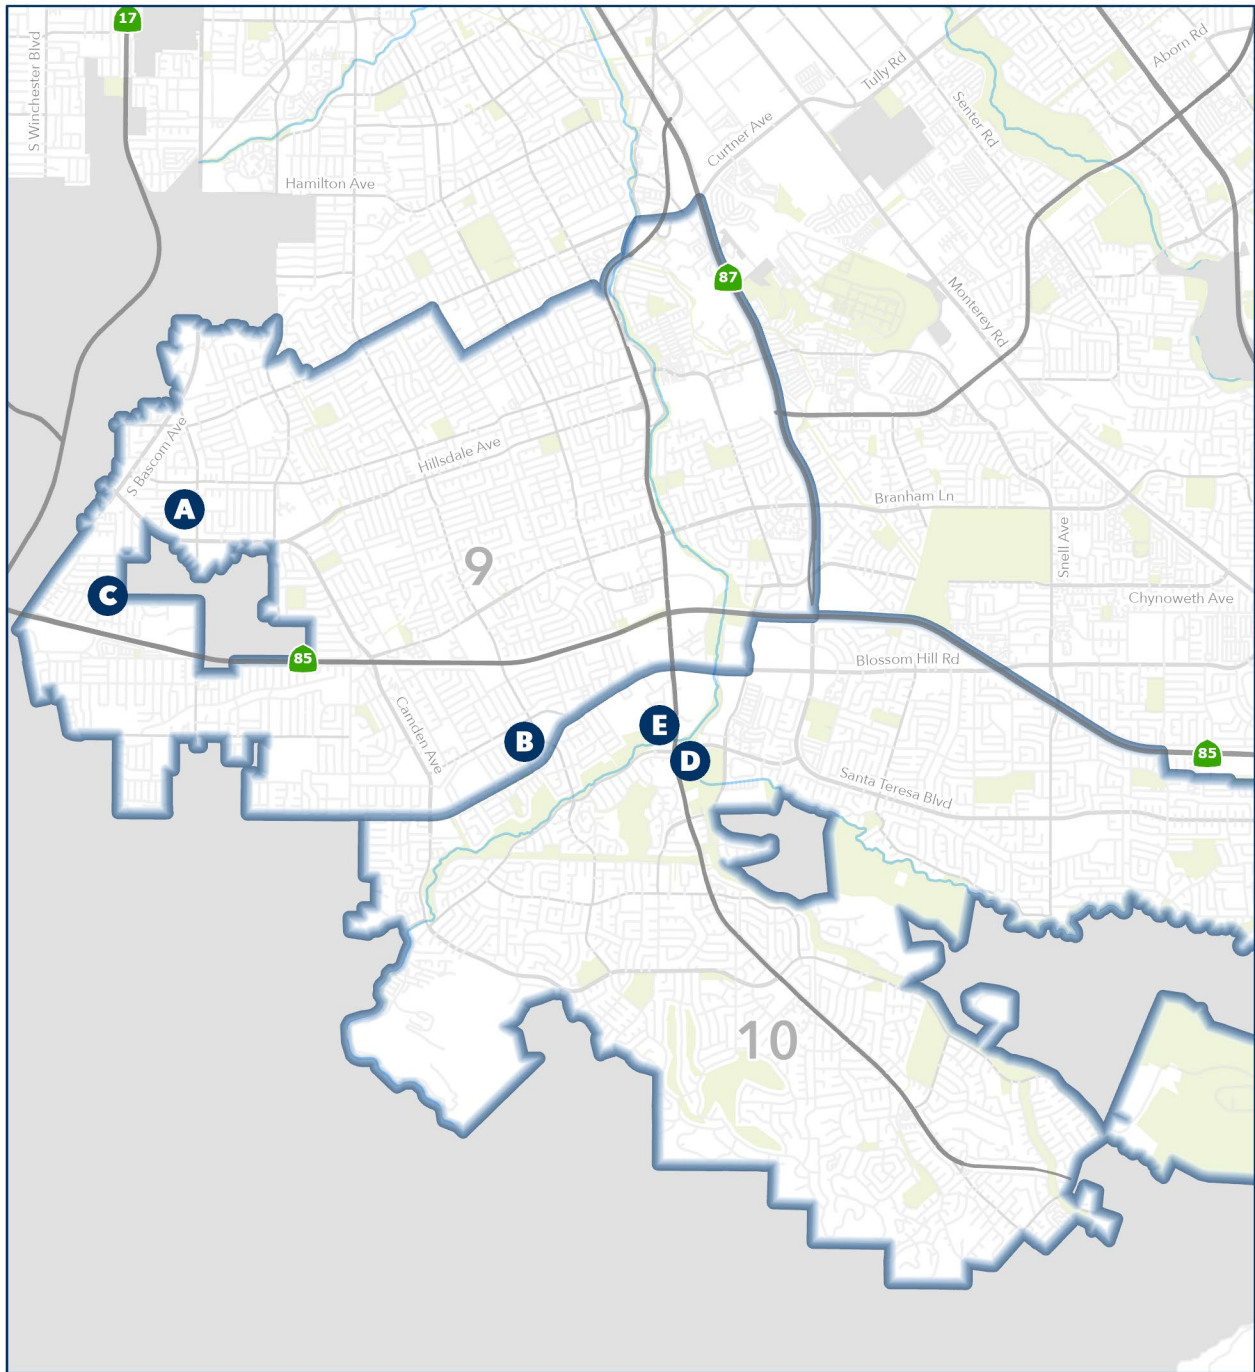 17
S Winchester Blvd
Aborn Rd
Tully Rd
Senter Rd
Curtner Ave
Hamilton Ave
87
Monterey Rd
S Bascom Ave
Hillsdale Ave
A
Branham Ln
Snell Ave
9
C
Chynoweth Ave
85
Blossom Hill Rd
Camden Ave
B
E
D
85
Santa Teresa Blvd
10